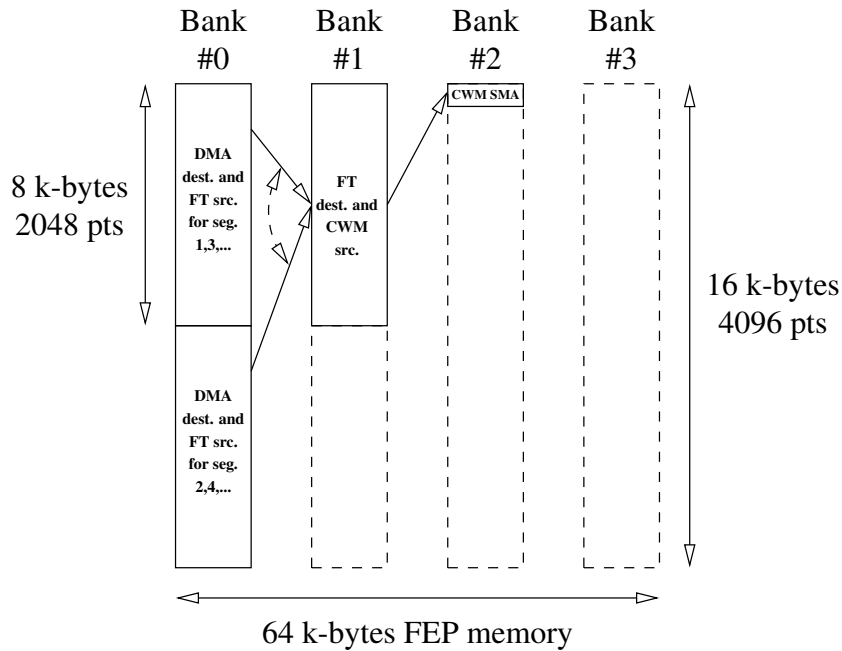 Bank
#0
Bank
#1
Bank
#2
Bank
#3
CWM SMA
DMA
dest. and
FT src.
for seg.
1,3,...
FT
dest. and
CWM
src.
8 k-bytes
2048 pts
16 k-bytes
4096 pts
DMA
dest. and
FT src.
for seg.
2,4,...
64 k-bytes FEP memory